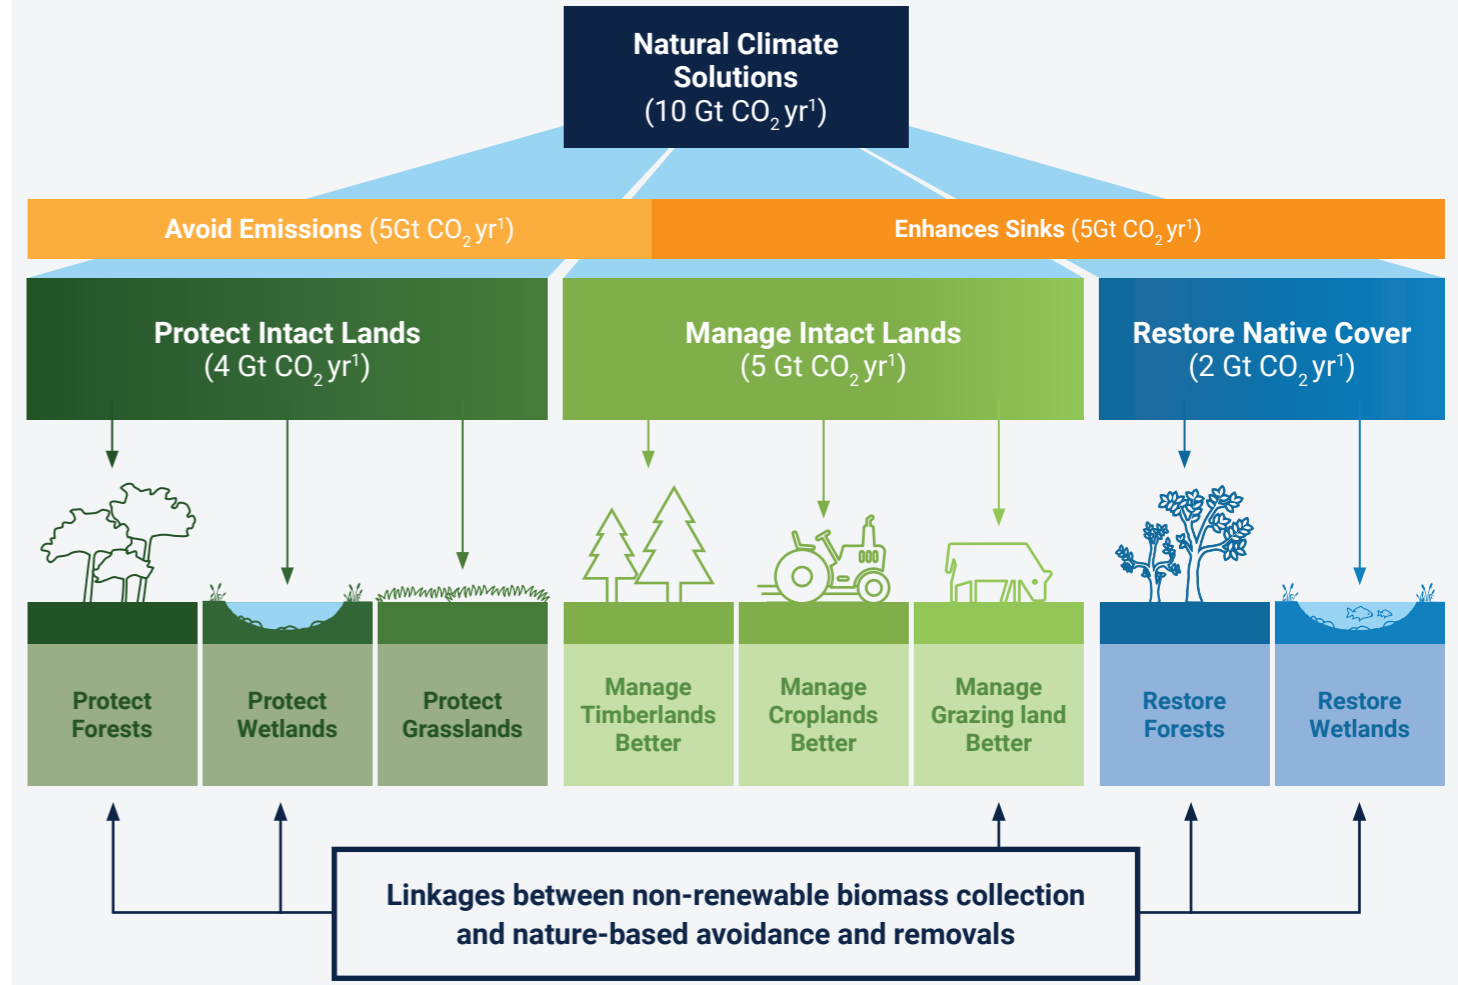 Natural Climate
Solutions
(10 Gt CO₂ yr¹)
Avoid Emissions (5Gt CO₂ yr¹)
Enhances Sinks (5Gt CO₂ yr¹)
Protect Intact Lands
(4 Gt CO₂ yr¹)
Manage Intact Lands
(5 Gt CO₂ yr¹)
Restore Native Cover
(2 Gt CO₂ yr¹)
Protect
Forests
Protect
Wetlands
Protect
Grasslands
Manage
Timberlands
Better
Manage
Croplands
Better
Manage
Grazing land
Better
Restore
Forests
Restore
Wetlands
Linkages between non-renewable biomass collection
and nature-based avoidance and removals